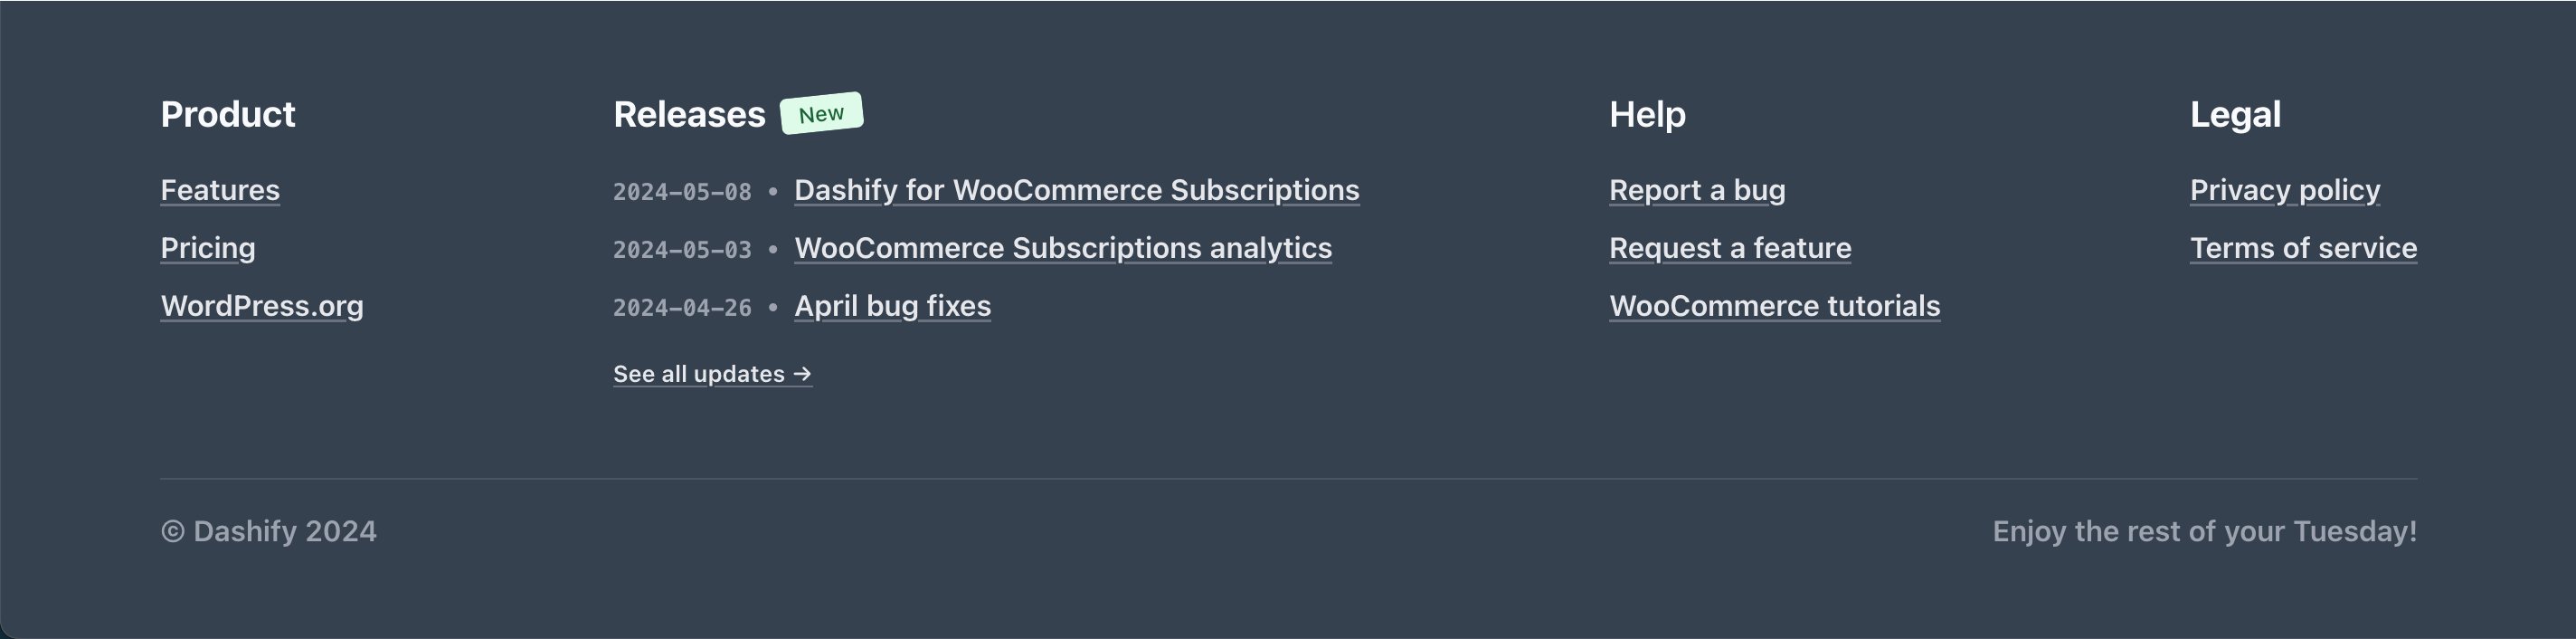 Product
Features
Pricing
WordPress.org
Releases New
2024-05-08 • Dashify for WooCommerce Subscriptions
2024-05-03 • WooCommerce Subscriptions analytics
2024-04-26 • April bug fixes
See all updates →
Help
Report a bug
Request a feature
WooCommerce tutorials
Legal
Privacy policy
Terms of service
© Dashify 2024
Enjoy the rest of your Tuesday!